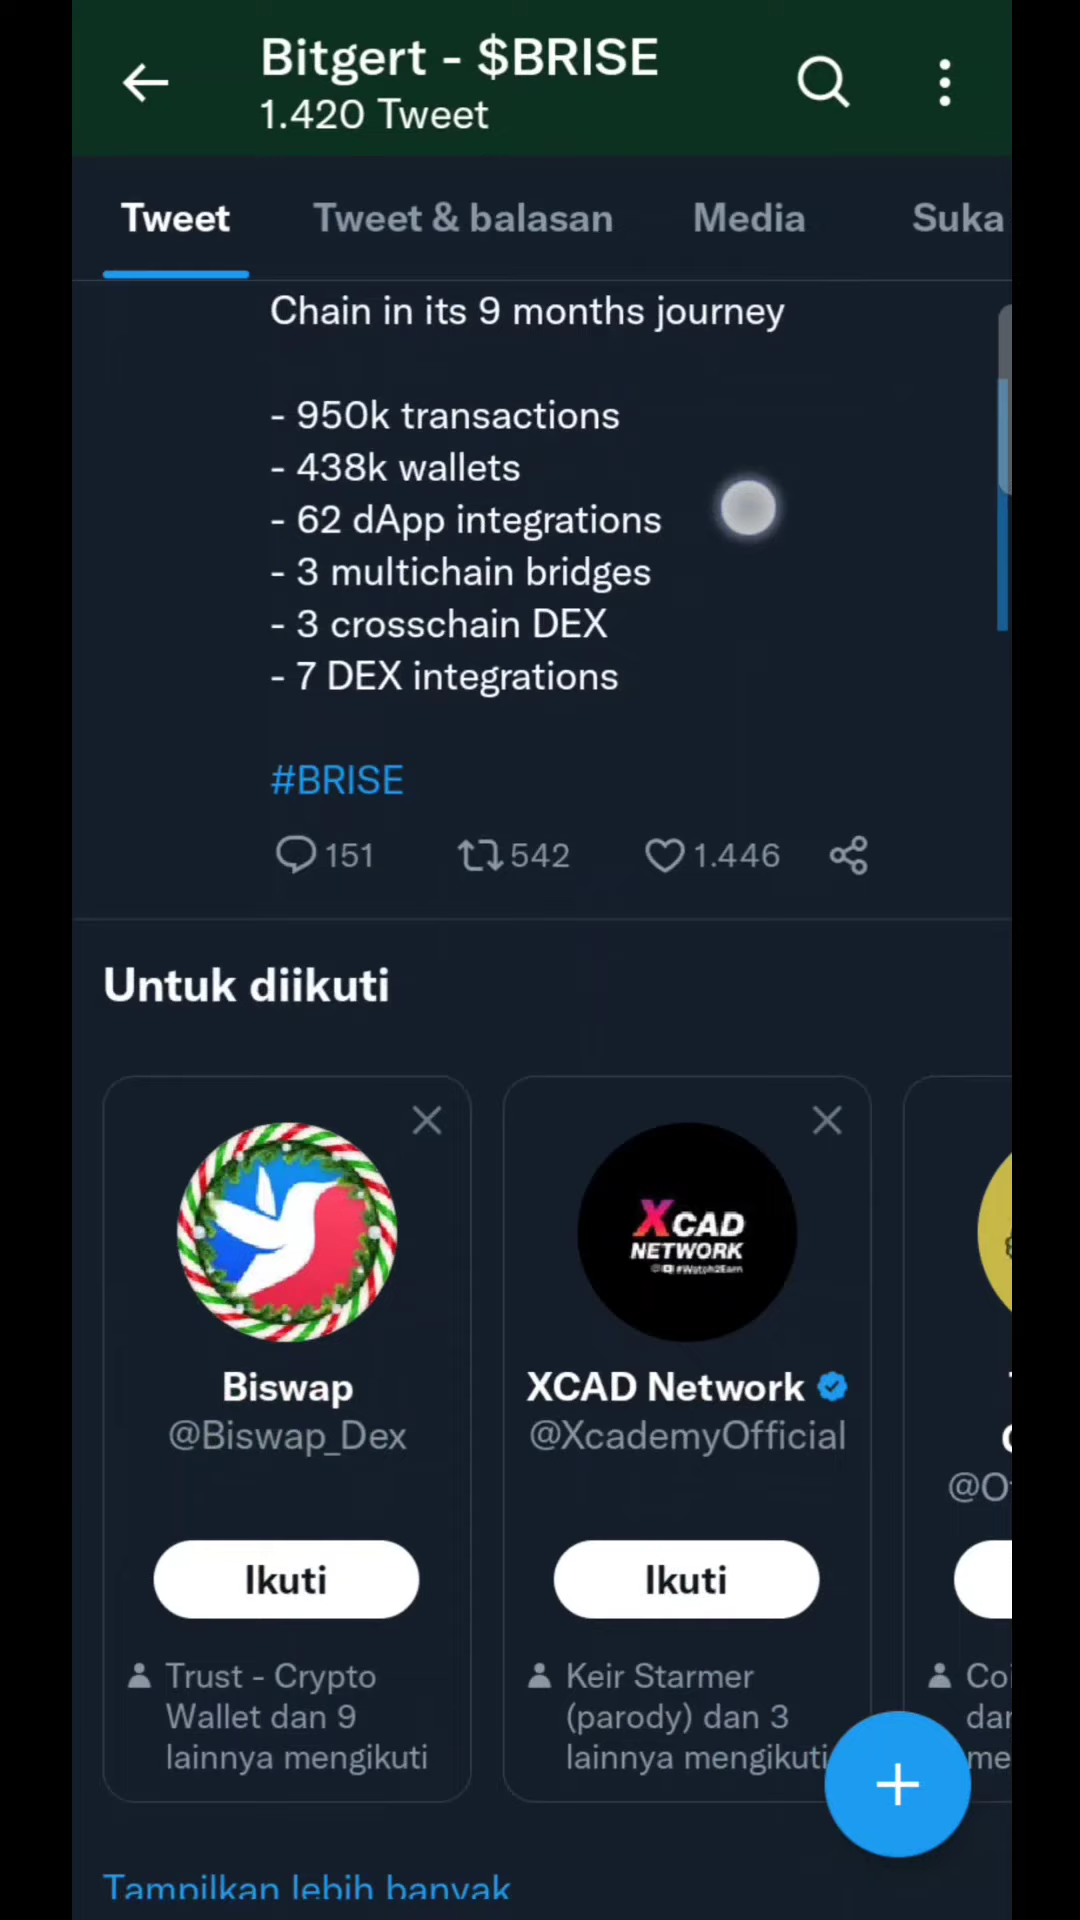 Bitgert - $BRISE
1.420 Tweet
Tweet
Tweet & balasan
Media
Suka
Chain in its 9 months journey
- 950k transactions
- 438k wallets
- 62 dApp integrations
- 3 multichain bridges
- 3 crosschain DEX
- 7 DEX integrations
#BRISE
151
542
1.446
Untuk diikuti
XCAD
NETWORK
#Watch2Earn
Biswap
@Biswap_Dex
XCAD Network
@XcademyOfficial
@O
Ikuti
Ikuti
Trust - Crypto
Wallet dan 9
lainnya mengikuti
Keir Starmer
(parody) dan 3
lainnya mengikuti
Tampilkan lebih banyak